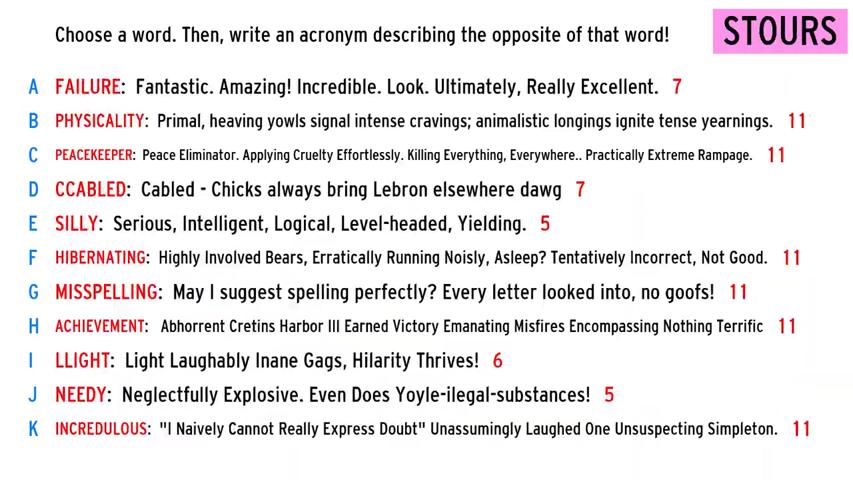 Choose a word. Then, write an acronym describing the opposite of that word!
STOURS
A FAILURE: Fantastic. Amazing! Incredible. Look. Ultimately, Really Excellent. 7
B PHYSICALITY: Primal, heaving yowls signal intense cravings; animalistic longings ignite tense yearnings. 11
C PEACEKEEPER: Peace Eliminator. Applying Cruelty Effortlessly. Killing Everything, Everywhere.. Practically Extreme Rampage. 11
D CCABLED: Cabled - Chicks always bring Lebron elsewhere dawg 7
E SILLY: Serious, Intelligent, Logical, Level-headed, Yielding. 5
F HIBERNATING: Highly Involved Bears, Erratically Running Noisly, Asleep? Tentatively Incorrect, Not Good. 11
G MISSPELLING: May I suggest spelling perfectly? Every letter looked into, no goofs! 11
H ACHIEVEMENT: Abhorrent Cretins Harbor Ill Earned Victory Emanating Misfires Encompassing Nothing Terrific 11
I LLIGHT: Light Laughably Inane Gags, Hilarity Thrives! 6
J NEEDY: Neglectfully Explosive. Even Does Yoyle-ilegal-substances! 5
K INCREDULOUS: "I Naively Cannot Really Express Doubt" Unassumingly Laughed One Unsuspecting Simpleton. 11